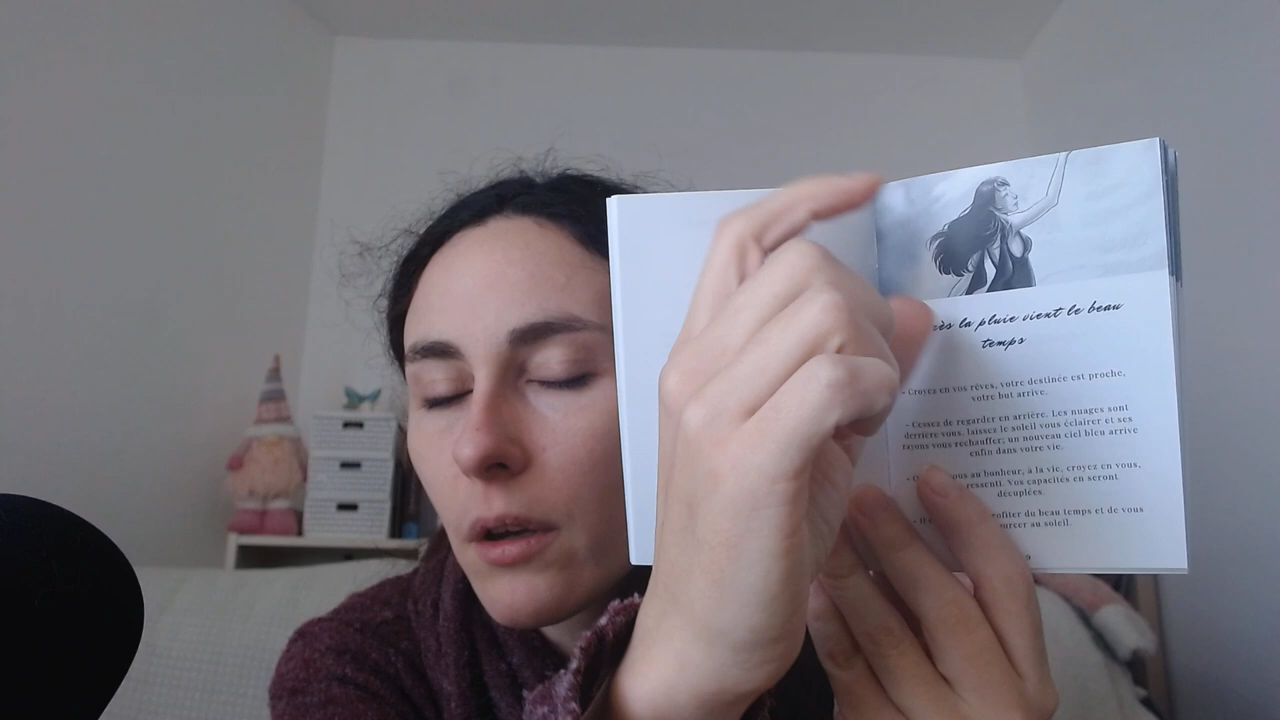 la pluie vient le beau
temps
- Croyez en vos rêves, votre destinée est proche,
votre but arrive.
- Cessez de regarder en arrière. Les nuages sont
derrière vous, laissez le soleil vous éclairer et ses
rayons vous réchauffer; un nouveau ciel bleu arrive
enfin dans votre vie.
au bonheur, à la vie, croyez en vous,
ressenti. Vos capacités en seront
décuplées
du beau temps et de vous
au soleil.
9